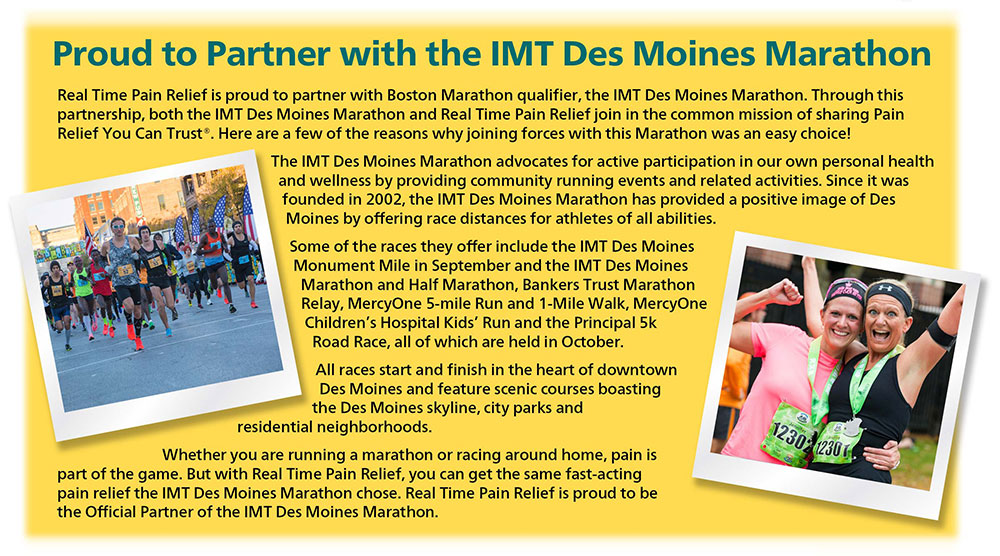 Proud to Partner with the IMT Des Moines Marathon
Real Time Pain Relief is proud to partner with Boston Marathon qualifier, the IMT Des Moines Marathon. Through this
partnership, both the IMT Des Moines Marathon and Real Time Pain Relief join in the common mission of sharing Pain
Relief You Can Trust®. Here are a few of the reasons why joining forces with this Marathon was an easy choice!
The IMT Des Moines Marathon advocates for active participation in our own personal health
and wellness by providing community running events and related activities. Since it was
founded in 2002, the IMT Des Moines Marathon has provided a positive image of Des
Moines by offering race distances for athletes of all abilities.
Some of the races they offer include the IMT Des Moines
Monument Mile in September and the IMT Des Moines
Marathon and Half Marathon, Bankers Trust Marathon
Relay, MercyOne 5-mile Run and 1-Mile Walk, MercyOne
Children's Hospital Kids' Run and the Principal 5k
Road Race, all of which are held in October.
All races start and finish in the heart of downtown
Des Moines and feature scenic courses boasting
the Des Moines skyline, city parks and
residential neighborhoods.
Whether you are running a marathon or racing around home, pain is
part of the game. But with Real Time Pain Relief, you can get the same fast-acting
pain relief the IMT Des Moines Marathon chose. Real Time Pain Relief is proud to be
the Official Partner of the IMT Des Moines Marathon.
12302
12301